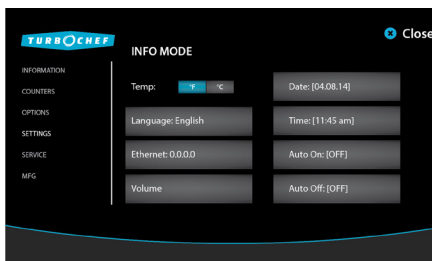 TURBOCHEF
Close
INFO MODE
INFORMATION
COUNTERS
OPTIONS
SETTINGS
SERVICE
MFG
Temp: °F °C
Language: English
Ethernet: 0.0.0.0
Volume
Date: [04.08.14]
Time: [11:45 am]
Auto On: [OFF]
Auto Off: [OFF]